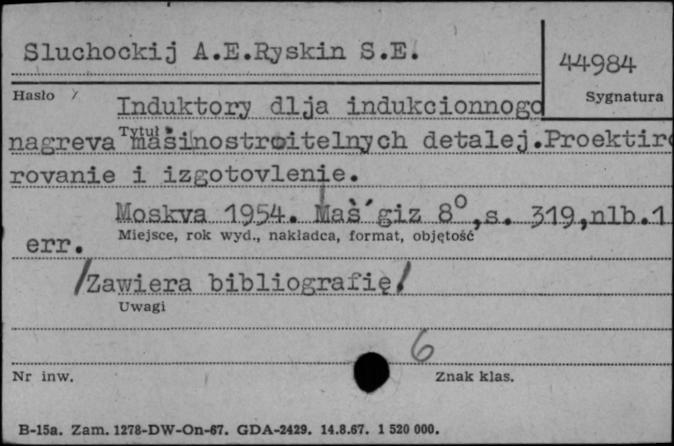 Sluchockij A.E.Ryskin S.E.
44984
Hasło
Sygnatura
Induktory dlja indukcionnogo
Tytuł
nagreva mašinostroitelnych detalej.Proektiro
rovanie i izgotovlenie.
Moskva 1954. Maš´giz 8⁰,s. 319,nlb.1
Miejsce, rok wyd., nakładca, format, objętość
err.
/Zawiera bibliografię/
Uwagi
6
Nr inw.
Znak klas.
B-15a. Zam. 1278-DW-On-67. GDA-2429. 14.8.67. 1 520 000.